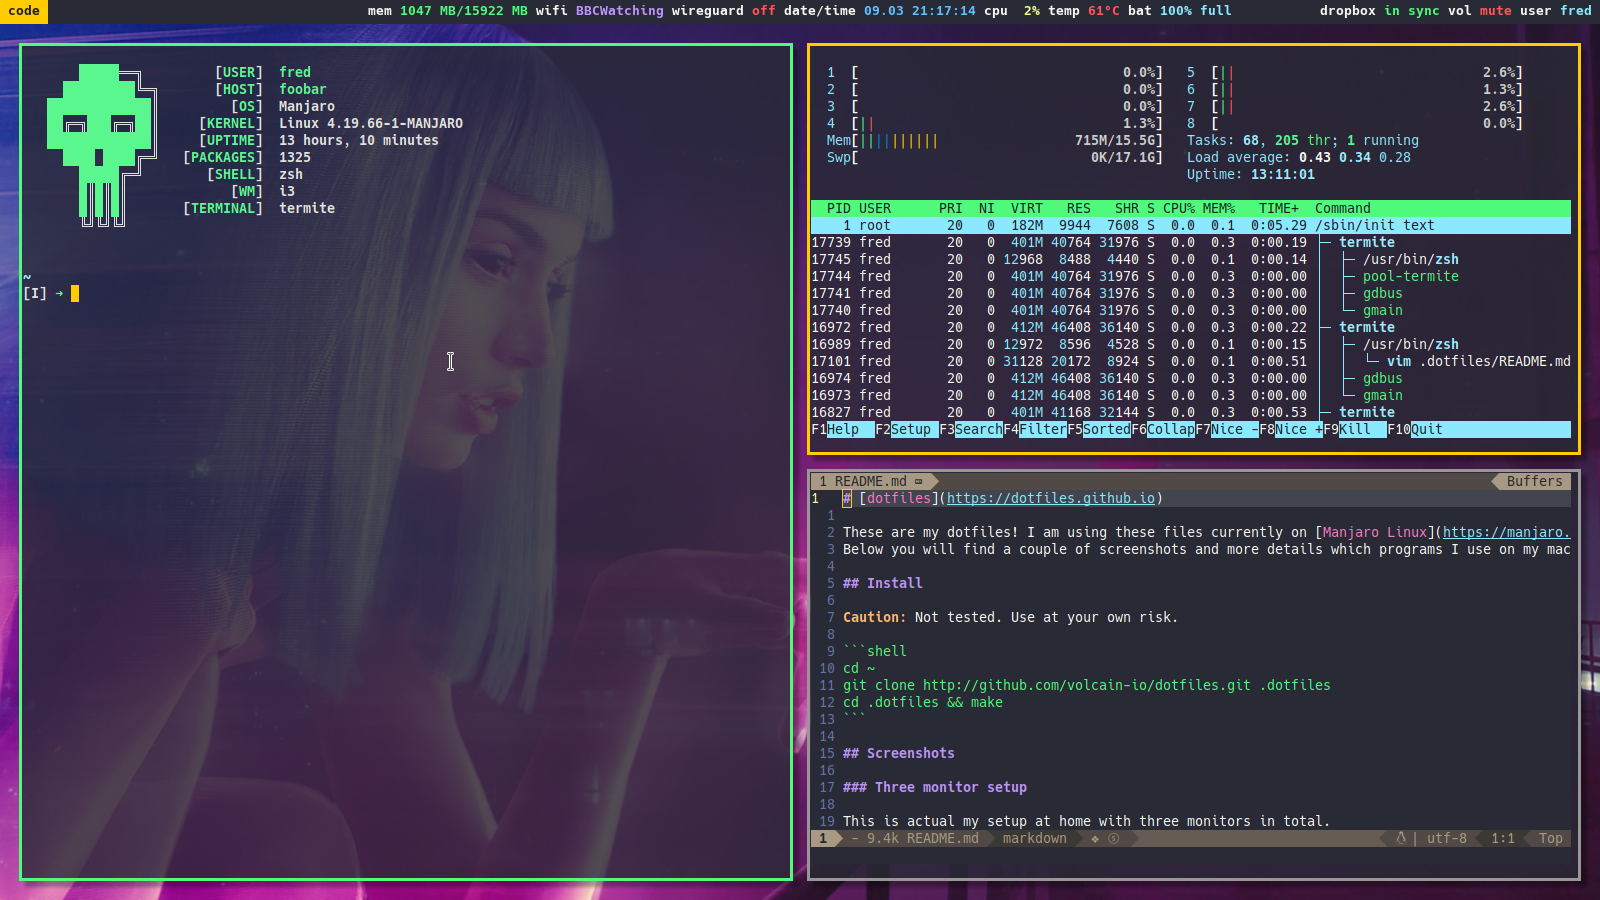 code mem 1047 MB/15922 MB wifi BBCWatching wireguard off date/time 09.03 21:17:14 cpu 2% temp 61°C bat 100% full dropbox in sync vol mute user fred
[USER] fred
[HOST] foobar
[OS] Manjaro
[KERNEL] Linux 4.19.66-1-MANJARO
[UPTIME] 13 hours, 10 minutes
[PACKAGES] 1325
[SHELL] zsh
[WM] i3
[TERMINAL] termite
~
[I] →
1 [ 0.0%] 5 [|| 2.6%]
2 [ 0.0%] 6 [|| 1.3%]
3 [ 0.0%] 7 [|| 2.6%]
4 [|| 1.3%] 8 [ 0.0%]
Mem[|||||||||| 715M/15.5G] Tasks: 68, 205 thr; 1 running
Swp[ 0K/17.1G] Load average: 0.43 0.34 0.28
Uptime: 13:11:01
PID USER PRI NI VIRT RES SHR S CPU% MEM% TIME+ Command
1 root 20 0 182M 9944 7608 S 0.0 0.1 0:05.29 /sbin/init text
17739 fred 20 0 401M 40764 31976 S 0.0 0.3 0:00.19 ├─ termite
17745 fred 20 0 12968 8488 4440 S 0.0 0.1 0:00.14 │ ├─ /usr/bin/zsh
17744 fred 20 0 401M 40764 31976 S 0.0 0.3 0:00.00 │ ├─ pool-termite
17741 fred 20 0 401M 40764 31976 S 0.0 0.3 0:00.00 │ ├─ gdbus
17740 fred 20 0 401M 40764 31976 S 0.0 0.3 0:00.00 │ └─ gmain
16972 fred 20 0 412M 46408 36140 S 0.0 0.3 0:00.22 ├─ termite
16989 fred 20 0 12972 8596 4528 S 0.0 0.1 0:00.15 │ ├─ /usr/bin/zsh
17101 fred 20 0 31128 20172 8924 S 0.0 0.1 0:00.51 │ │ └─ vim .dotfiles/README.md
16974 fred 20 0 412M 46408 36140 S 0.0 0.3 0:00.00 │ ├─ gdbus
16973 fred 20 0 412M 46408 36140 S 0.0 0.3 0:00.00 │ └─ gmain
16827 fred 20 0 401M 41168 32144 S 0.0 0.3 0:00.53 ├─ termite
F1Help F2Setup F3SearchF4FilterF5SortedF6CollapF7Nice -F8Nice +F9Kill F10Quit
1 README.md Buffers
1 # [dotfiles](https://dotfiles.github.io)
1
2 These are my dotfiles! I am using these files currently on [Manjaro Linux](https://manjaro.
3 Below you will find a couple of screenshots and more details which programs I use on my mac
4
5 ## Install
6
7 Caution: Not tested. Use at your own risk.
8
9 ```shell
10 cd ~
11 git clone http://github.com/volcain-io/dotfiles.git .dotfiles
12 cd .dotfiles && make
13 ```
14
15 ## Screenshots
16
17 ### Three monitor setup
18
19 This is actual my setup at home with three monitors in total.
1 - 9.4k README.md markdown ❖ Ⓢ | utf-8 1:1 Top